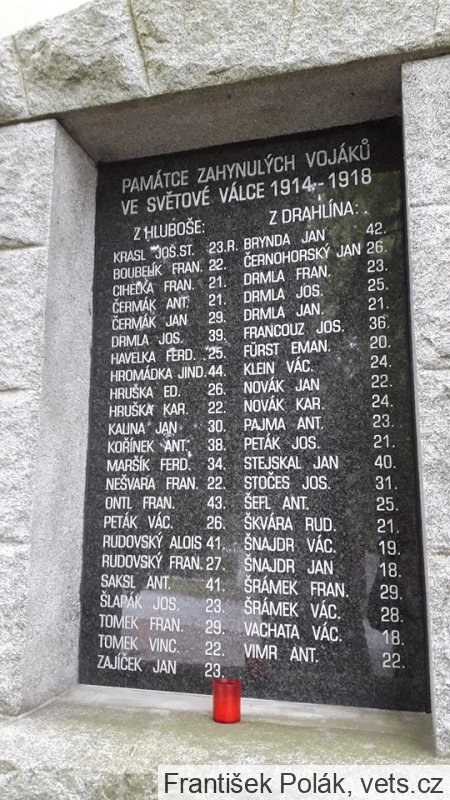 PAMÁTCE ZAHYNULÝCH VOJÁKŮ
VE SVĚTOVÉ VÁLCE 1914-1918
Z HLUBOŠE:
KRASL JOS.ST. 23.R.
BOUBELÍK FRAN. 22.
CIHELKA FRAN. 21.
ČERMÁK ANT. 21.
ČERMÁK JAN 29.
DRMLA JOS. 39.
HAVELKA FERD. 25.
HROMÁDKA JIND. 44.
HRUŠKA ED. 26.
HRUŠKA KAR. 22.
KALINA JAN 30.
KOŘÍNEK ANT. 38.
MARŠÍK FERD. 34.
NEŠVARA FRAN. 22.
ONTL FRAN. 43.
PETÁK VÁC. 26.
RUDOVSKÝ ALOIS 41.
RUDOVSKÝ FRAN. 27.
SAKSL ANT. 41.
ŠLAPÁK JOS. 23.
TOMEK FRAN. 29.
TOMEK VINC. 22.
ZAJÍČEK JAN 23.
Z DRAHLÍNA:
BRYNDA JAN 42.
ČERNOHORSKÝ JAN 26.
DRMLA FRAN. 23.
DRMLA JOS. 25.
DRMLA JAN. 21.
FRANCOUZ JOS. 36.
FÜRST EMAN. 20.
KLEIN VÁC. 24.
NOVÁK JAN 22.
NOVÁK KAR. 24.
PAJMA ANT. 23.
PETÁK JOS. 21.
STEJSKAL JAN 40.
STOČES JOS. 31.
ŠEFL ANT. 25.
ŠKVÁRA RUD. 21.
ŠNAJDR VÁC. 19.
ŠNAJDR JAN 18.
ŠRÁMEK FRAN. 29.
ŠRÁMEK VÁC. 28.
VACHATA VÁC. 18.
VIMR ANT. 22.
František Polák, vets.cz